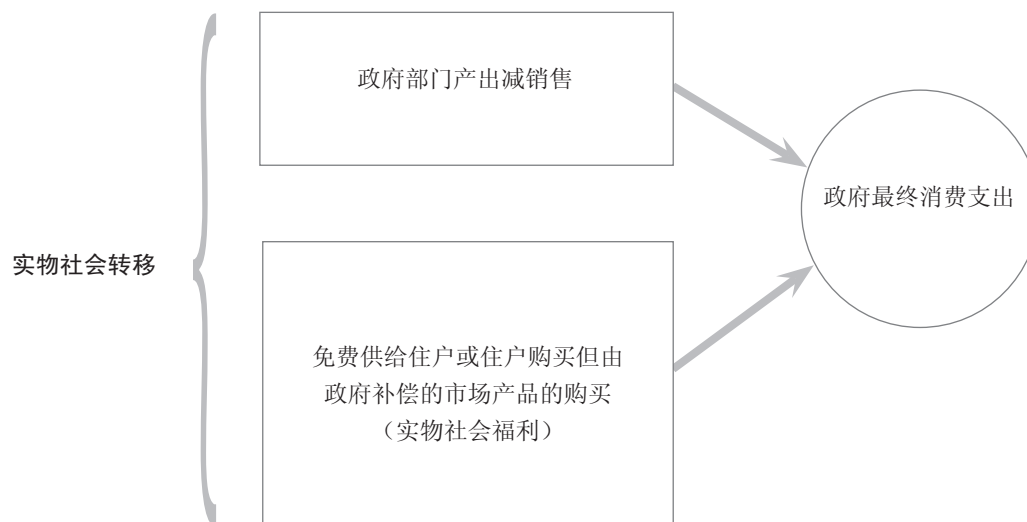 政府部门产出减销售
政府最终消费支出
实物社会转移
免费供给住户或住户购买但由
政府补偿的市场产品的购买
（实物社会福利）